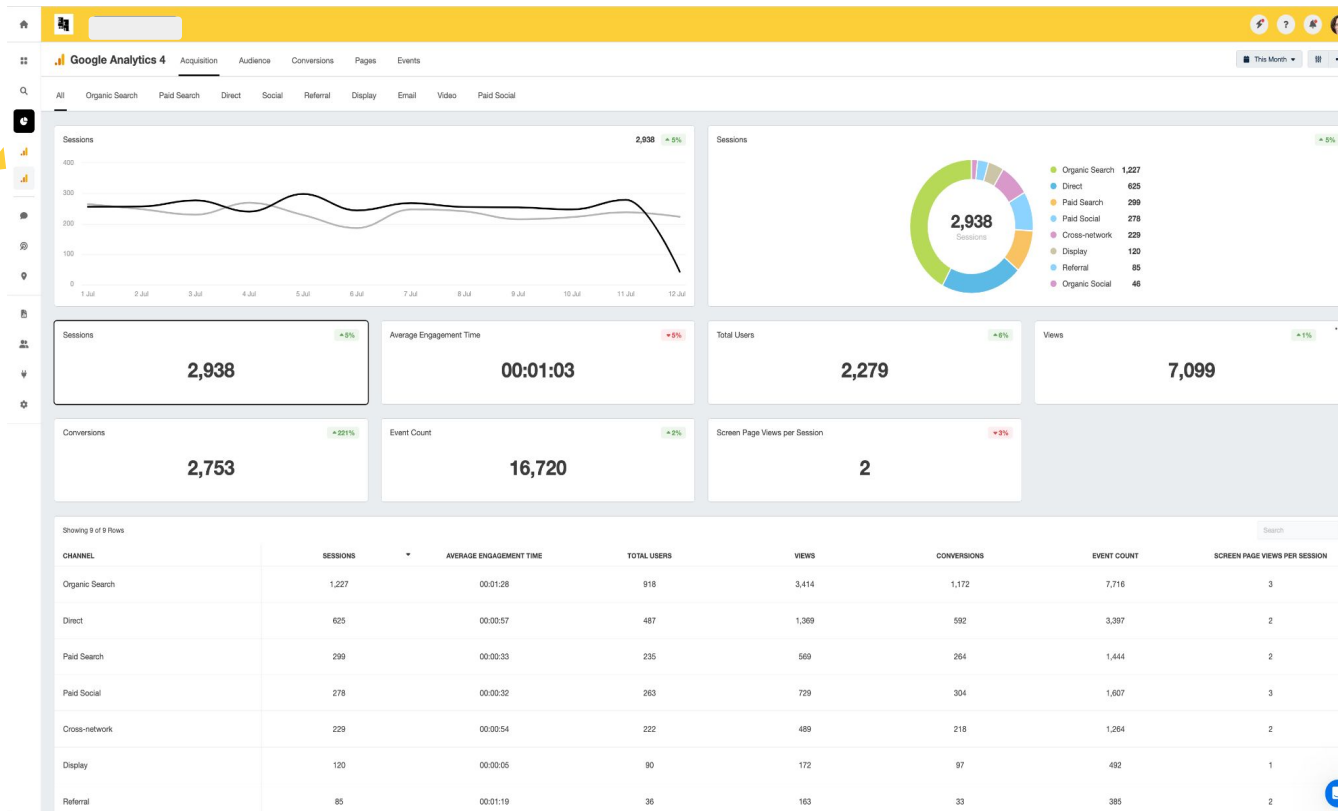 ?
Google Analytics 4 Acquisition Audience Conversions Pages Events
This Month
All Organic Search Paid Search Direct Social Referral Display Email Video Paid Social
Sessions 2,938 5%
400
300
200
100
0
1 Jul 2 Jul 3 Jul 4 Jul 5 Jul 6 Jul 7 Jul 8 Jul 9 Jul 10 Jul 11 Jul 12 Jul
Sessions 5%
2,938
Sessions
Organic Search 1,227
Direct 625
Paid Search 299
Paid Social 278
Cross-network 229
Display 120
Referral 85
Organic Social 46
Sessions 5%
2,938
Average Engagement Time 5%
00:01:03
Total Users 6%
2,279
Views 1%
7,099
Conversions 221%
2,753
Event Count 2%
16,720
Screen Page Views per Session 3%
2
Showing 9 of 9 Rows Search
CHANNEL SESSIONS AVERAGE ENGAGEMENT TIME TOTAL USERS VIEWS CONVERSIONS EVENT COUNT SCREEN PAGE VIEWS PER SESSION
Organic Search 1,227 00:01:28 918 3,414 1,172 7,716 3
Direct 625 00:00:57 487 1,369 592 3,397 2
Paid Search 299 00:00:33 235 569 264 1,444 2
Paid Social 278 00:00:32 263 729 304 1,607 3
Cross-network 229 00:00:54 222 489 218 1,264 2
Display 120 00:00:05 90 172 97 492 1
Referral 85 00:01:19 36 163 33 385 2